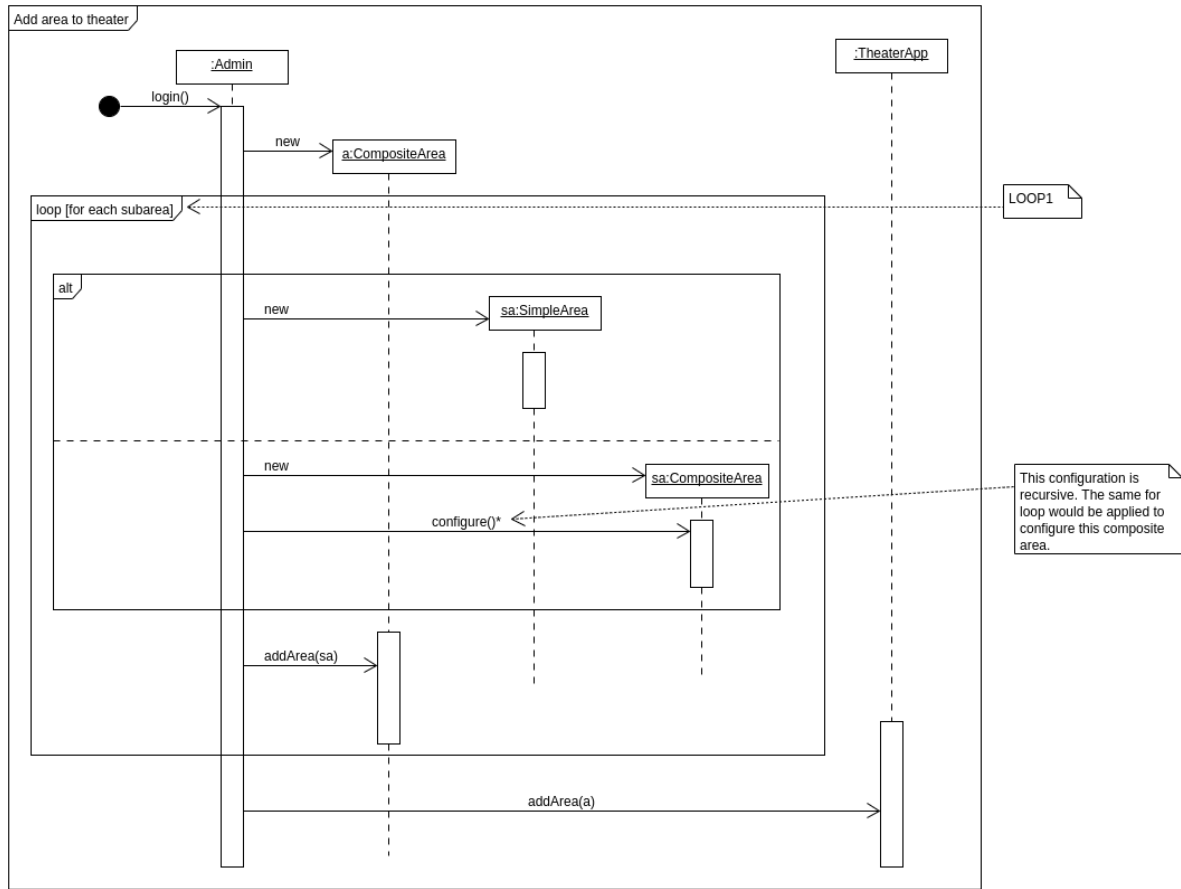 Add area to theater
:Admin
:TheaterApp
login()
new
a:CompositeArea
loop [for each subarea]
LOOP1
alt
new
sa:SimpleArea
new
sa:CompositeArea
This configuration is
recursive. The same for
loop would be applied to
configure this composite
area.
configure()*
addArea(sa)
addArea(a)